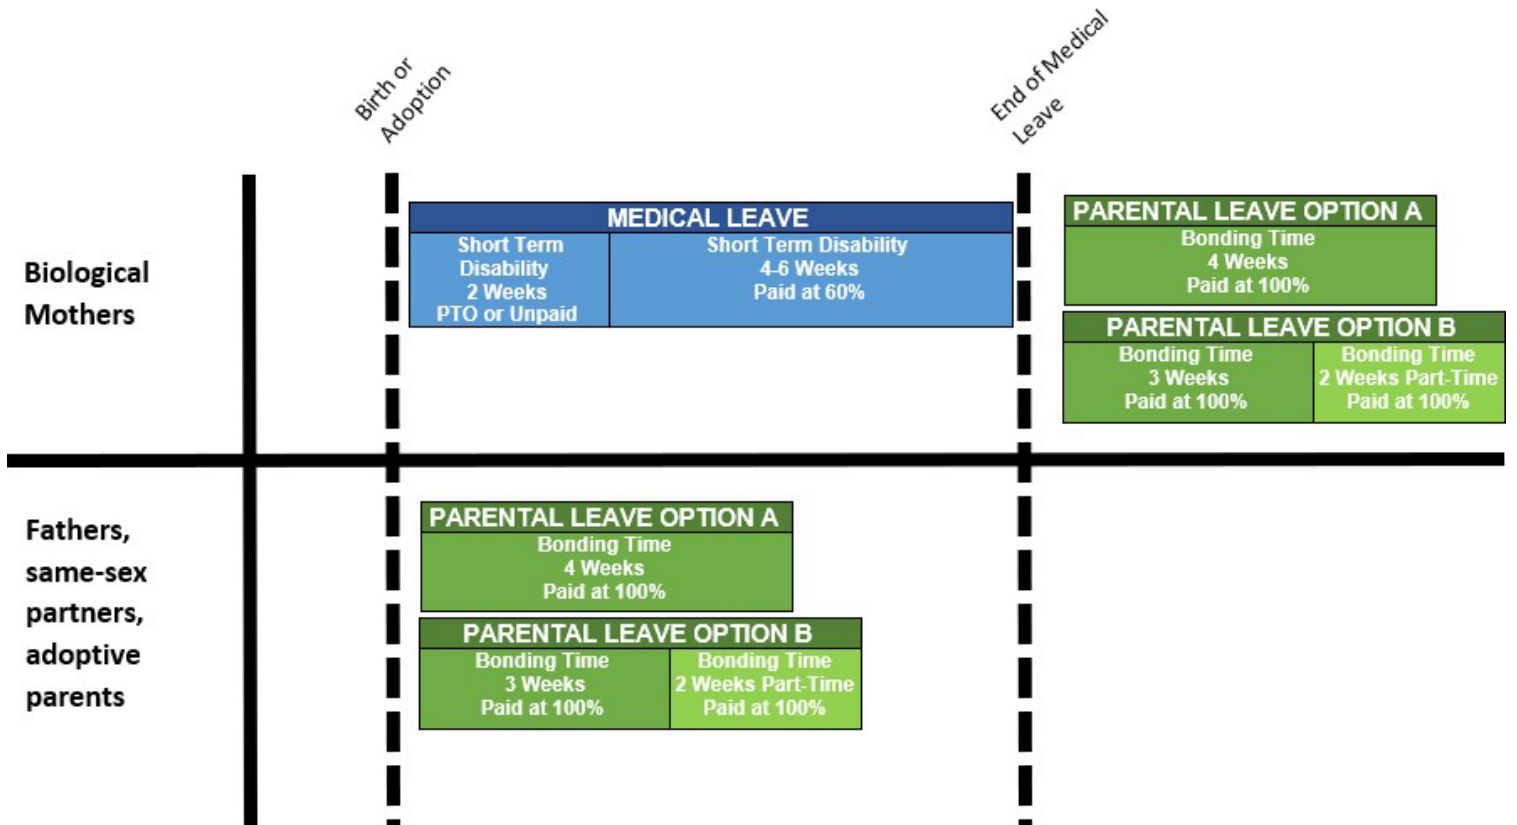 Birth or
Adoption
End of Medical
Leave
Biological
Mothers
MEDICAL LEAVE
Short Term
Disability
2 Weeks
PTO or Unpaid
Short Term Disability
4-6 Weeks
Paid at 60%
PARENTAL LEAVE OPTION A
Bonding Time
4 Weeks
Paid at 100%
PARENTAL LEAVE OPTION B
Bonding Time
3 Weeks
Paid at 100%
Bonding Time
2 Weeks Part-Time
Paid at 100%
Fathers,
same-sex
partners,
adoptive
parents
PARENTAL LEAVE OPTION A
Bonding Time
4 Weeks
Paid at 100%
PARENTAL LEAVE OPTION B
Bonding Time
3 Weeks
Paid at 100%
Bonding Time
2 Weeks Part-Time
Paid at 100%